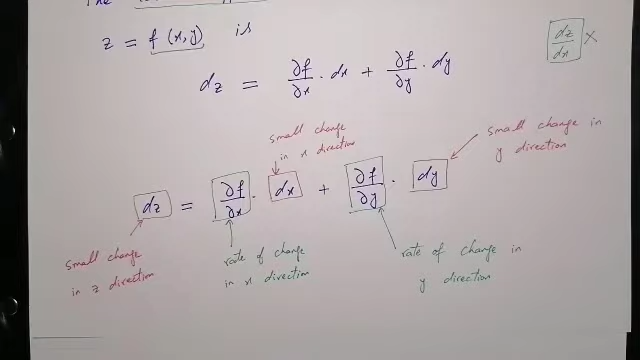 The
z = f(x,y) is
dz/dx ×
dz = ∂f/∂x · dx + ∂f/∂y · dy
small change
in x direction
small change in
y direction
dz = ∂f/∂x · dx + ∂f/∂y · dy
small change
in z direction
rate of change
in x direction
rate of change in
y direction